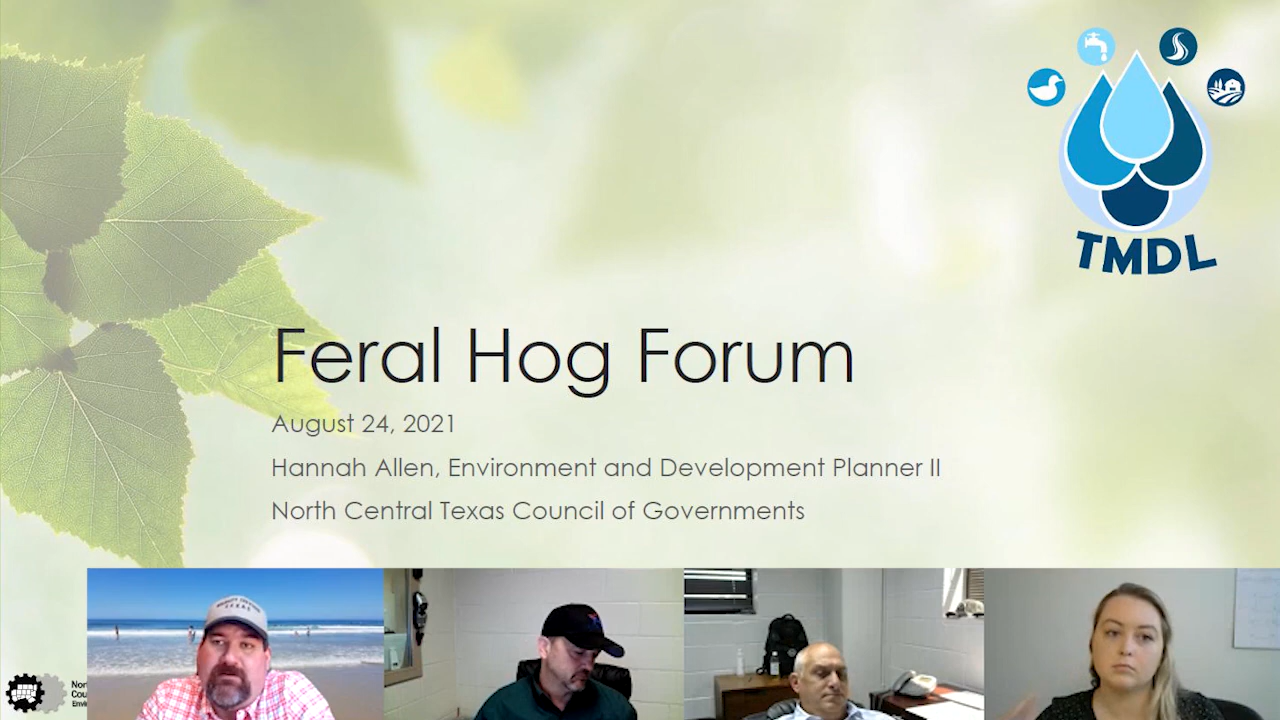 TMDL
Feral Hog Forum
August 24, 2021
Hannah Allen, Environment and Development Planner II
North Central Texas Council of Governments